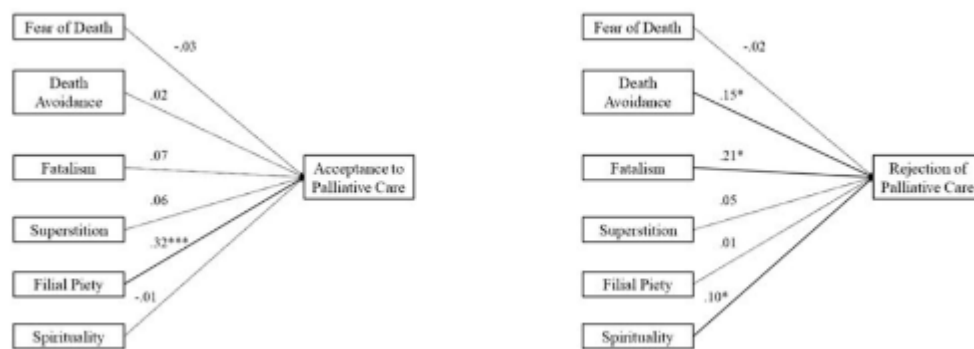 Fear of Death
-.03
Death
Avoidance
.02
Fatalism
.07
Acceptance to
Palliative Care
.06
Superstition
.32***
Filial Piety
-.01
Spirituality
Fear of Death
-.02
Death
Avoidance
.15*
Fatalism
.21*
Rejection of
Palliative Care
.05
Superstition
.01
Filial Piety
.10*
Spirituality